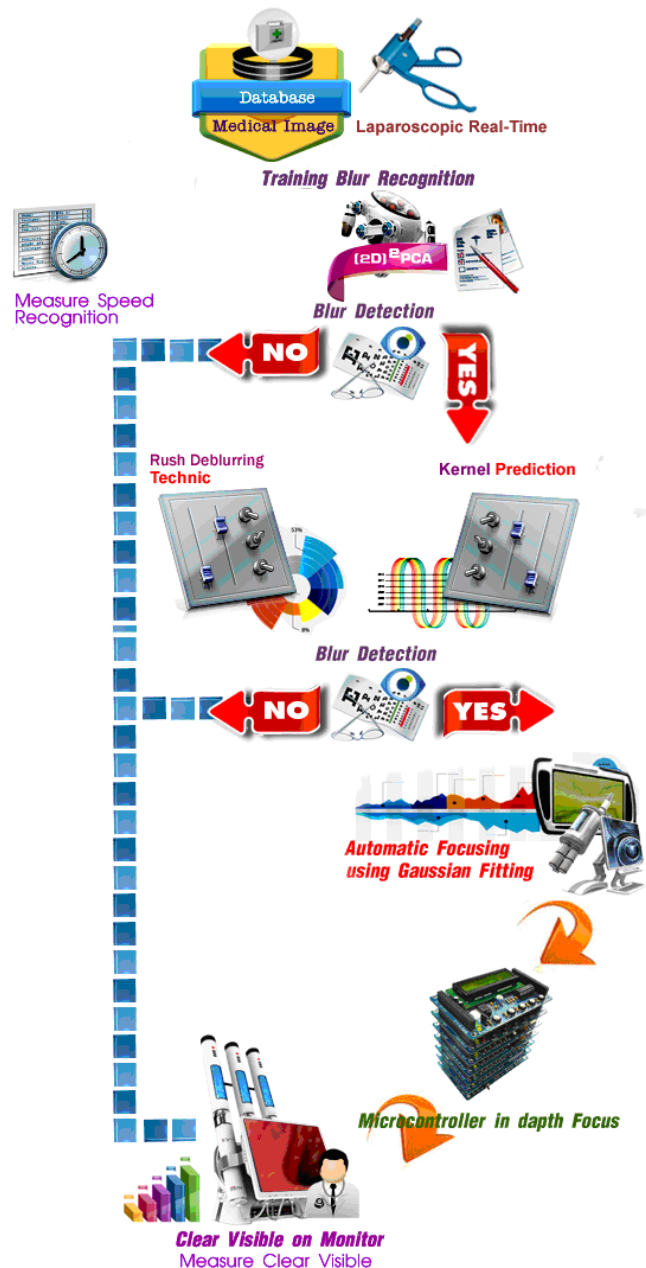 Database
Medical Image
Laparoscopic Real-Time
Training Blur Recognition
(2D)²PCA
Measure Speed
Recognition
Blur Detection
NO
YES
Rush Deblurring
Technic
Kernel Prediction
53%
8%
Blur Detection
NO
YES
Automatic Focusing
using Gaussian Fitting
Microcontroller in dapth Focus
Clear Visible on Monitor
Measure Clear Visible